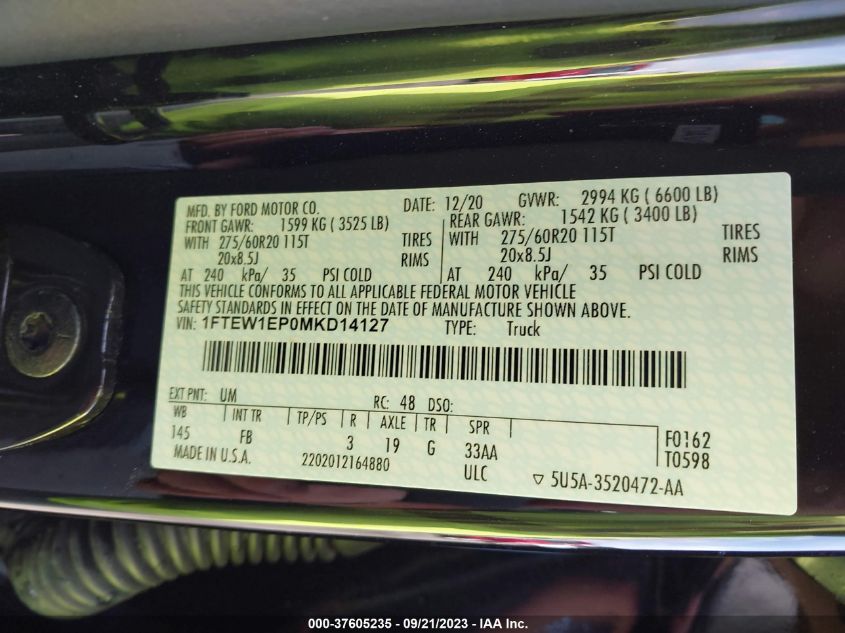 MFD. BY FORD MOTOR CO.
DATE: 12/20 GVWR: 2994 KG ( 6600 LB)
FRONT GAWR: 1599 KG ( 3525 LB)
REAR GAWR: 1542 KG ( 3400 LB)
WITH 275/60R20 115T TIRES
WITH 275/60R20 115T TIRES
20x8.5J RIMS
20x8.5J RIMS
AT 240 kPa/ 35 PSI COLD
AT 240 kPa/ 35 PSI COLD
THIS VEHICLE CONFORMS TO ALL APPLICABLE FEDERAL MOTOR VEHICLE
SAFETY STANDARDS IN EFFECT ON THE DATE OF MANUFACTURE SHOWN ABOVE.
VIN: 1FTEW1EP0MKD14127 TYPE: Truck
EXT PNT: UM RC: 48 DSO:
WB INT TR TP/PS R AXLE TR SPR
145 FB 3 19 G 33AA
F0162
T0598
MADE IN U.S.A. 2202012164880 ULC
▽ 5U5A-3520472-AA
000-37605235 - 09/21/2023 - IAA Inc.